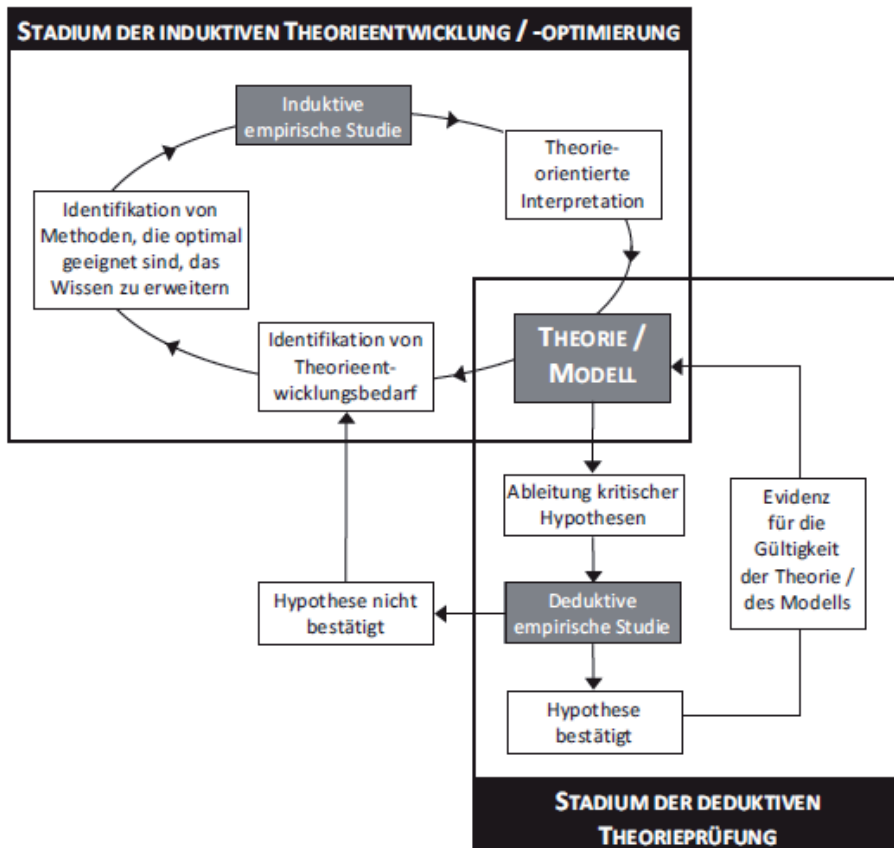 STADIUM DER INDUKTIVEN THEORIEENTWICKLUNG / -OPTIMIERUNG
Induktive
empirische Studie
Theorie-
orientierte
Interpretation
Identifikation von
Methoden, die optimal
geeignet sind, das
Wissen zu erweitern
Identifikation von
Theorieent-
wicklungsbedarf
THEORIE /
MODELL
Ableitung kritischer
Hypothesen
Evidenz
für die
Gültigkeit
der Theorie /
des Modells
Hypothese nicht
bestätigt
Deduktive
empirische Studie
Hypothese
bestätigt
STADIUM DER DEDUKTIVEN
THEORIEPRÜFUNG